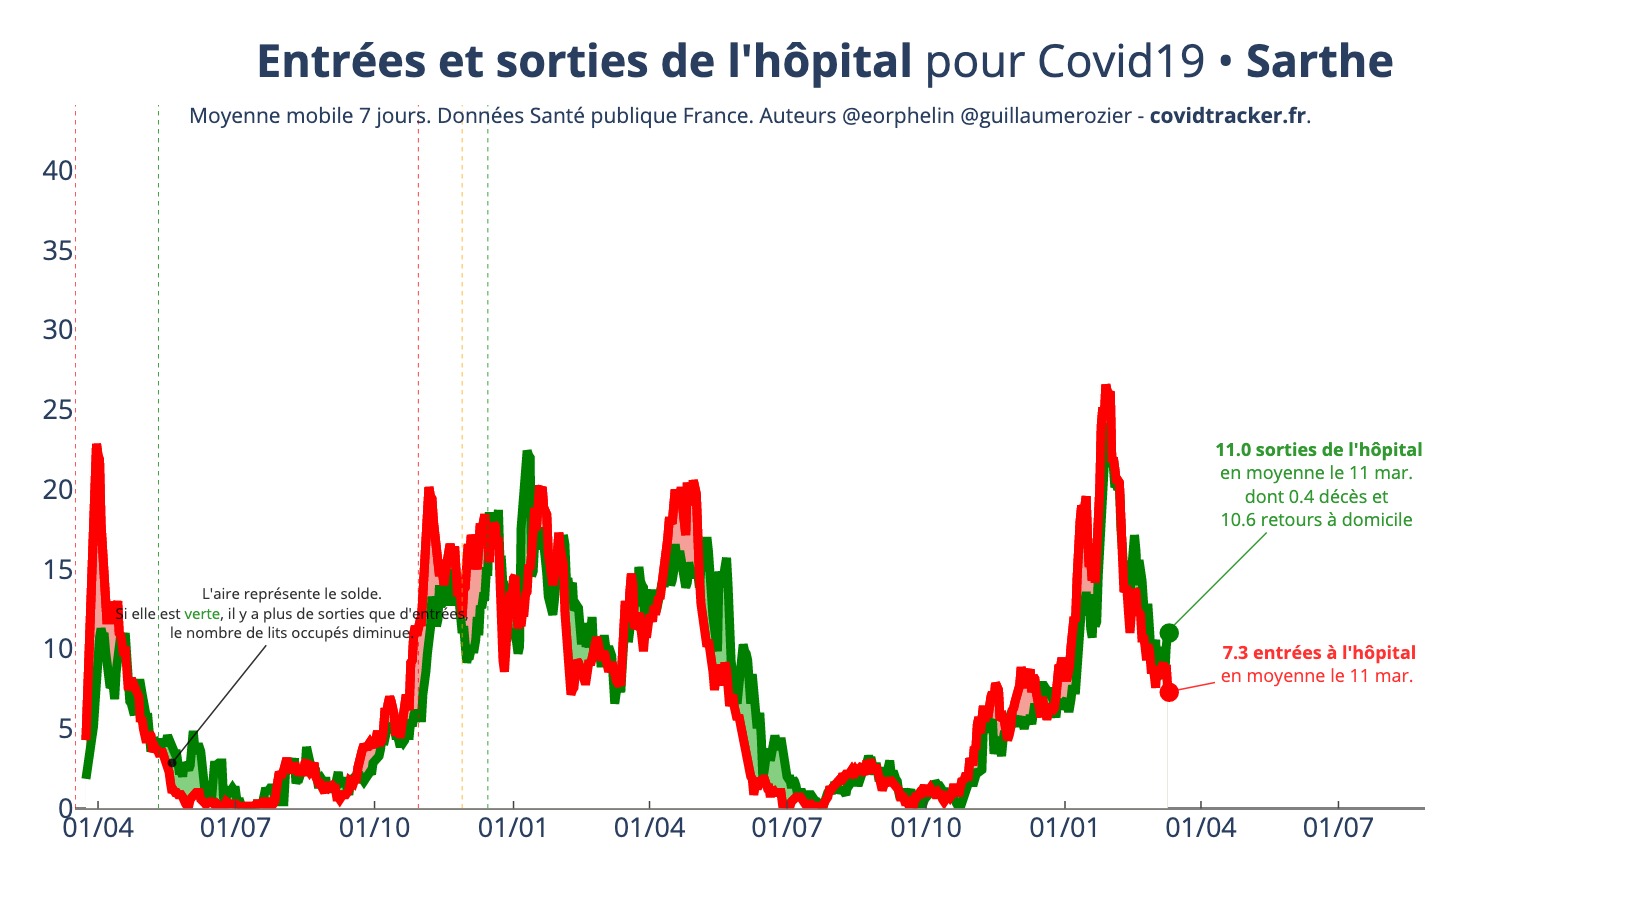 Entrées et sorties de l'hôpital pour Covid19 • Sarthe
Moyenne mobile 7 jours. Données Santé publique France. Auteurs @eorphelin @guillaumerozier - covidtracker.fr.
40
35
30
25
20
15
10
5
0
11.0 sorties de l'hôpital
en moyenne le 11 mar.
dont 0.4 décès et
10.6 retours à domicile
L'aire représente le solde.
Si elle est verte, il y a plus de sorties que d'entrées,
le nombre de lits occupés diminue.
7.3 entrées à l'hôpital
en moyenne le 11 mar.
01/04 01/07 01/10 01/01 01/04 01/07 01/10 01/01 01/04 01/07